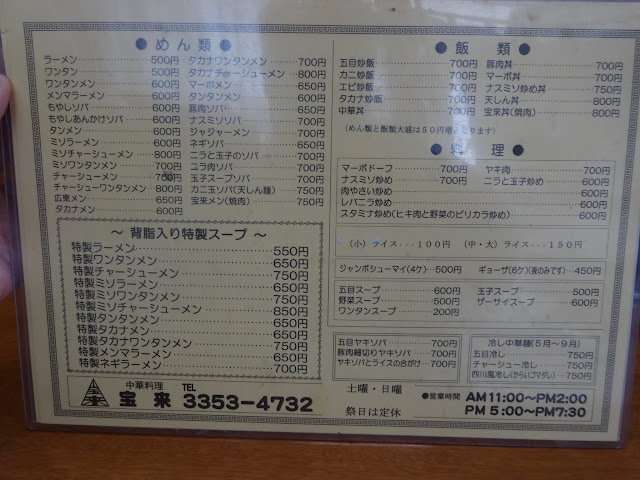 ● めん類 ●
ラーメン 500円
ワンタン 500円
ワンタンメン 600円
メンマラーメン 600円
もやしソバ 600円
もやしあんかけソバ 600円
タンメン 600円
ミソラーメン 600円
ミソチャーシューメン 800円
ミソワンタンメン 700円
チャーシューメン 700円
チャーシューワンタンメン 800円
広東メン 650円
タカナメン 600円
タカナワンタンメン 700円
タカナチャーシューメン 800円
マーボメン 650円
タンタンメン 600円
豚肉ソバ 650円
ナスミソソバ 700円
ジャジャーメン 700円
ネギソバ 650円
ニラと玉子のソバ 700円
ニラ肉ソバ 700円
玉子スープソバ 700円
カニ玉ソバ(天しん麺) 750円
宝来メン(焼肉) 750円
~ 背脂入り特製スープ ~
特製ラーメン 550円
特製ワンタンメン 650円
特製チャーシューメン 750円
特製ミソラーメン 650円
特製ミソワンタンメン 750円
特製ミソチャーシューメン 850円
特製タンタンメン 650円
特製タカナメン 650円
特製タカナワンタンメン 750円
特製メンマラーメン 650円
特製ネギラーメン 700円
中華料理 TEL
宝来 3353-4732
● 飯類 ●
五目炒飯 700円
カニ炒飯 700円
エビ炒飯 700円
タカナ炒飯 700円
中華丼 700円
豚肉丼 700円
マーボ丼 700円
ナスミソ炒め丼 750円
天しん丼 800円
宝来丼(焼肉) 800円
(めん類と飯類大盛は50円増となります)
● 料理 ●
マーボドーフ 700円
ナスミソ炒め 700円
ヤキ肉 700円
ニラと玉子炒め 600円
肉やさい炒め 600円
レバニラ炒め 600円
スタミナ炒め(ヒキ肉と野菜のピリカラ炒め) 600円
(小)ライス...100円 (中・大)ライス...150円
ジャンボシューマイ(4ケ) 500円
ギョーザ(6ケ)(夜のみです) 450円
五目スープ 600円
野菜スープ 500円
ワンタンスープ 200円
玉子スープ 500円
ザーサイスープ 600円
五目ヤキソバ 700円
豚肉細切りヤキソバ 700円
ヤキソバとライスの合がけ 700円
冷し中華麺(5月~9月)
五目冷し 750円
チャーシュー冷し 750円
四川風冷し(からいゴマダレ) 750円
土曜・日曜
祭日は定休
●営業時間 AM11:00~PM2:00
PM 5:00~PM7:30